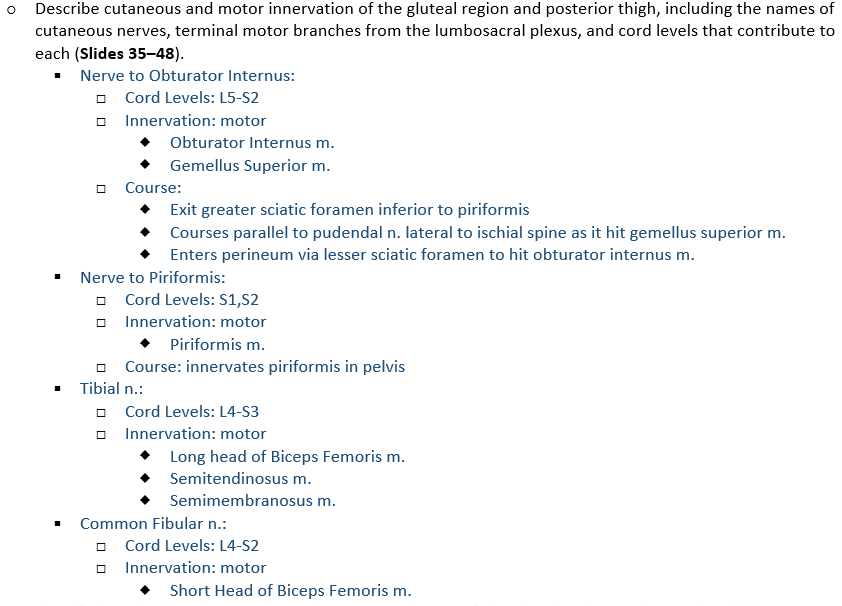 Describe cutaneous and motor innervation of the gluteal region and posterior thigh, including the names of
cutaneous nerves, terminal motor branches from the lumbosacral plexus, and cord levels that contribute to
each (Slides 35–48).
Nerve to Obturator Internus:
Cord Levels: L5-S2
Innervation: motor
Obturator Internus m.
Gemellus Superior m.
Course:
Exit greater sciatic foramen inferior to piriformis
Courses parallel to pudendal n. lateral to ischial spine as it hit gemellus superior m.
Enters perineum via lesser sciatic foramen to hit obturator internus m.
Nerve to Piriformis:
Cord Levels: S1,S2
Innervation: motor
Piriformis m.
Course: innervates piriformis in pelvis
Tibial n.:
Cord Levels: L4-S3
Innervation: motor
Long head of Biceps Femoris m.
Semitendinosus m.
Semimembranosus m.
Common Fibular n.:
Cord Levels: L4-S2
Innervation: motor
Short Head of Biceps Femoris m.